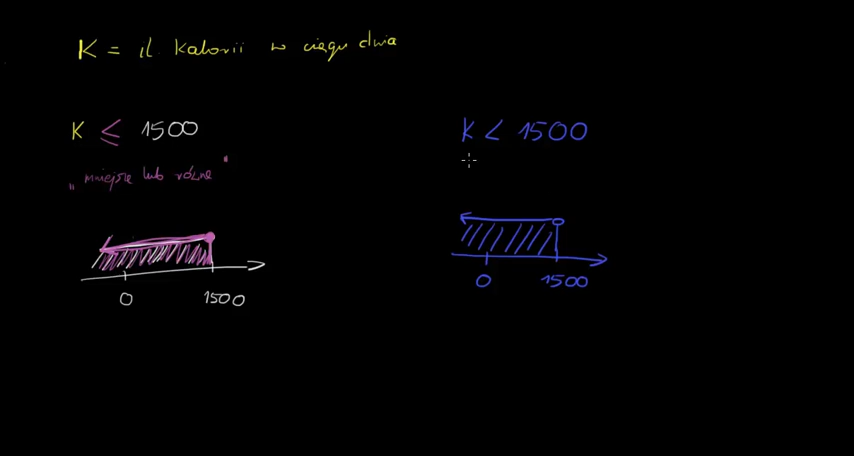 K = il. kalorii w ciągu dnia
K ≤ 1500
"mniejsze lub równe"
0 1500
K < 1500
0 1500